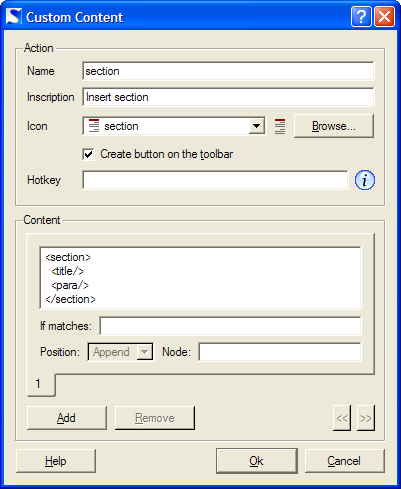 Custom Content
Action
Name section
Inscription Insert section
Icon section Browse...
Create button on the toolbar
Hotkey
Content
<section>
<title/>
<para/>
</section>
If matches:
Position: Append Node:
1
Add Remove << >>
Help Ok Cancel